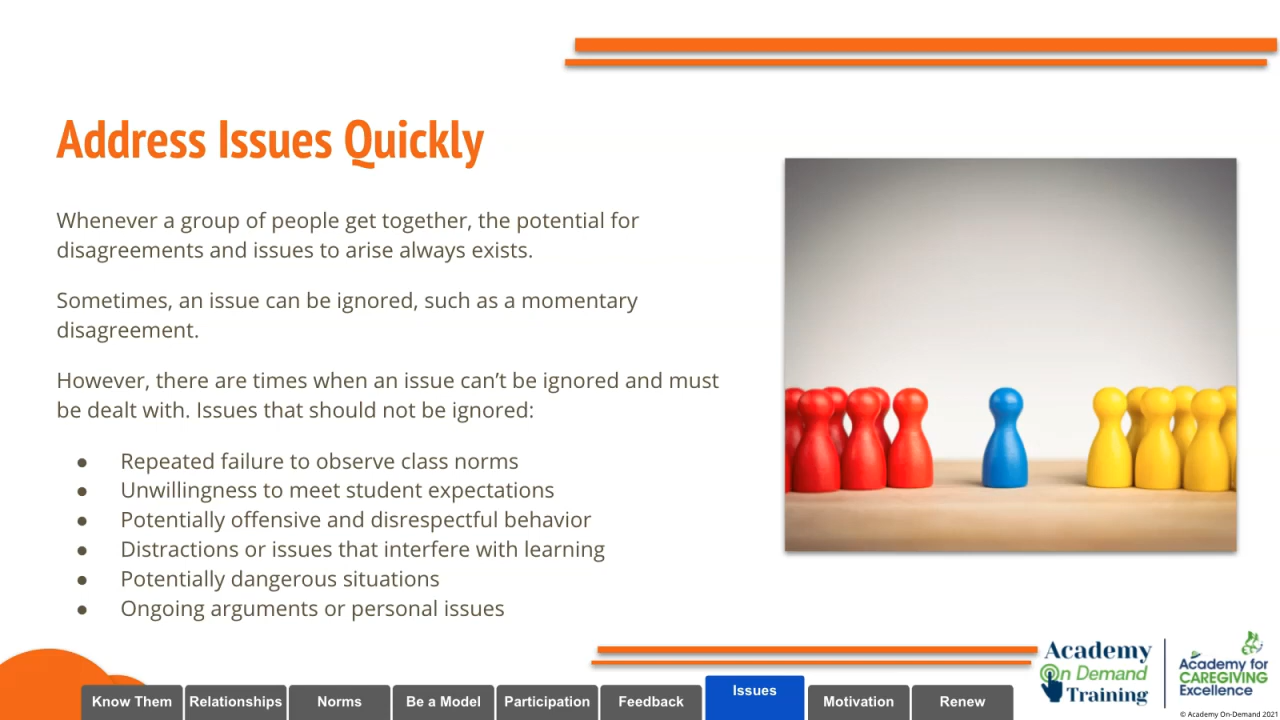 Address Issues Quickly
Whenever a group of people get together, the potential for
disagreements and issues to arise always exists.
Sometimes, an issue can be ignored, such as a momentary
disagreement.
However, there are times when an issue can’t be ignored and must
be dealt with. Issues that should not be ignored:
● Repeated failure to observe class norms
● Unwillingness to meet student expectations
● Potentially offensive and disrespectful behavior
● Distractions or issues that interfere with learning
● Potentially dangerous situations
● Ongoing arguments or personal issues
Know Them
Relationships
Norms
Be a Model
Participation
Feedback
Issues
Motivation
Renew
Academy
On Demand
Training
Academy for
CAREGIVING
Excellence
© Academy On-Demand 2021